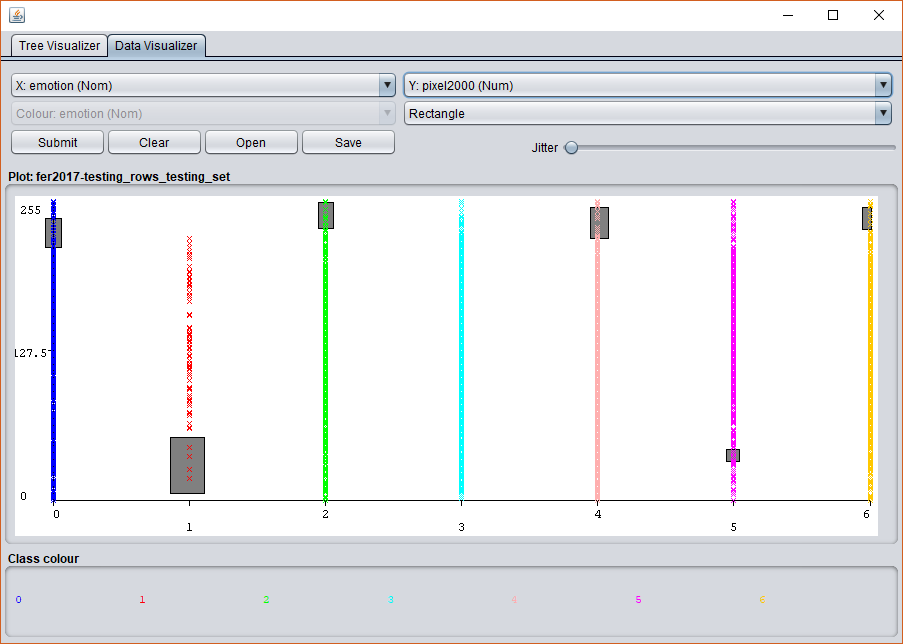 Tree Visualizer Data Visualizer
X: emotion (Nom) Y: pixel2000 (Num)
Colour: emotion (Nom) Rectangle
Submit Clear Open Save Jitter
Plot: fer2017-testing_rows_testing_set
255
127.5
0
0 2 4 6
1 3 5
Class colour
0 1 2 3 4 5 6